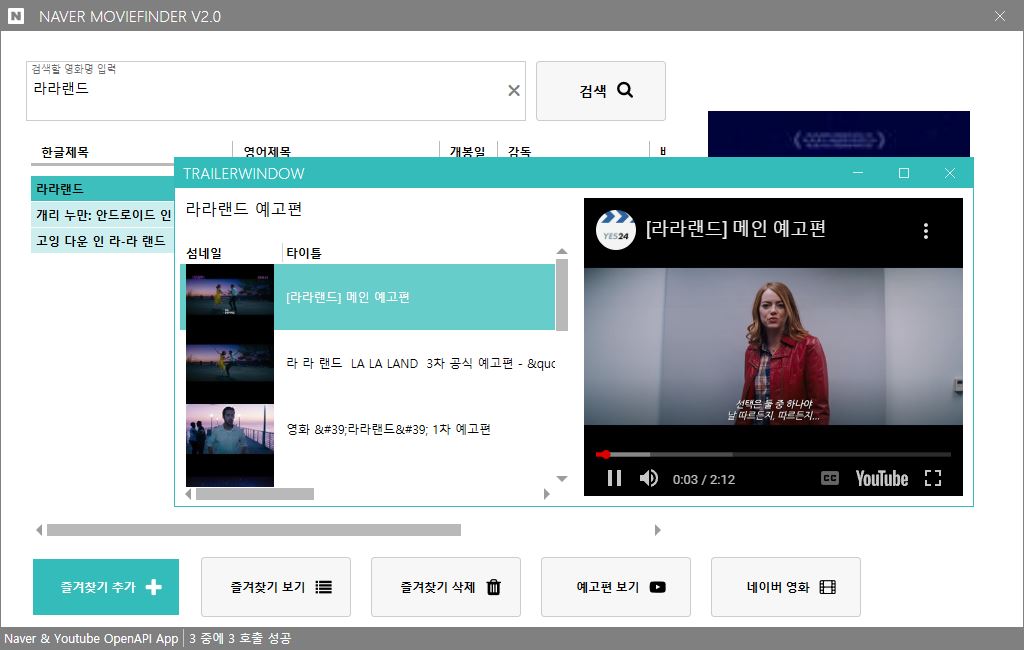 N NAVER MOVIEFINDER V2.0
검색할 영화명 입력
라라랜드
검색
한글제목 영어제목 개봉일 감독
라라랜드
개리 누만: 안드로이드 인
고잉 다운 인 라-라 랜드
TRAILERWINDOW
라라랜드 예고편
섬네일 타이틀
[라라랜드] 메인 예고편
라 라 랜드 LA LA LAND 3차 공식 예고편 - &quo
영화 &#39;라라랜드&#39; 1차 예고편
YES24
[라라랜드] 메인 예고편
선택은 둘 중 하나야
날 따르든지, 따르든지...
0:03 / 2:12
CC
YouTube
즐겨찾기 추가
즐겨찾기 보기
즐겨찾기 삭제
예고편 보기
네이버 영화
Naver & Youtube OpenAPI App 3 중에 3 호출 성공